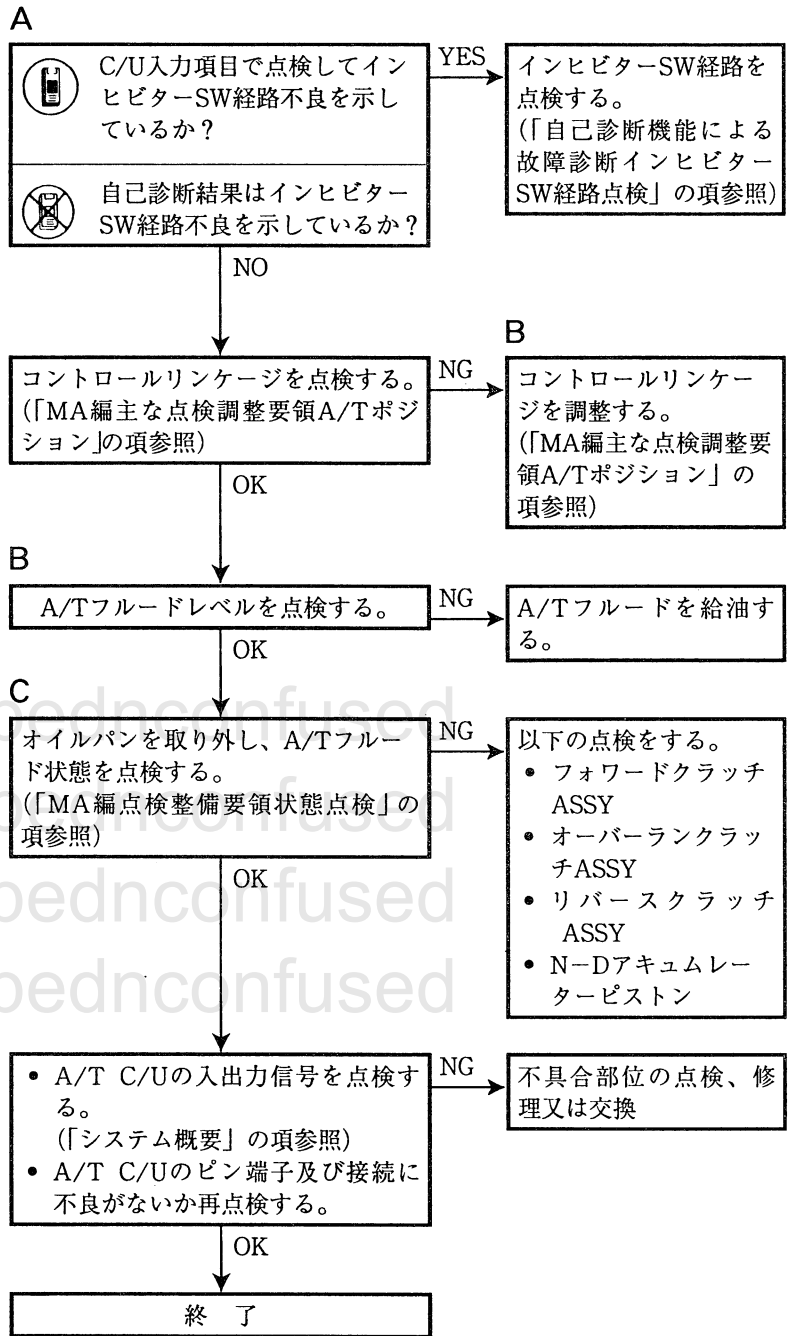 A
C/U入力項目で点検してイン
ヒビターSW経路不良を示し
ているか？
自己診断結果はインヒビター
SW経路不良を示しているか？
YES
インヒビターSW経路を
点検する。
(「自己診断機能による
故障診断インヒビター
SW経路点検」の項参照)
NO
コントロールリンケージを点検する。
(「MA編主な点検調整要領A/Tポジ
ション」の項参照)
NG
B
コントロールリンケー
ジを調整する。
(「MA編主な点検調整要
領A/Tポジション」の
項参照)
OK
B
A/Tフルードレベルを点検する。
NG
A/Tフルードを給油す
る。
OK
C
オイルパンを取り外し、A/Tフルー
ド状態を点検する。
(「MA編点検整備要領状態点検」の
項参照)
NG
以下の点検をする。
• フォワードクラッチ
ASSY
• オーバーランクラッ
チASSY
• リバースクラッチ
ASSY
• N－Dアキュムレー
ターピストン
OK
• A/T C/Uの入出力信号を点検す
る。
(「システム概要」の項参照)
• A/T C/Uのピン端子及び接続に
不良がないか再点検する。
NG
不具合部位の点検、修
理又は交換
OK
終 了
pednconfused
pednconfused
pednconfused
pednconfused